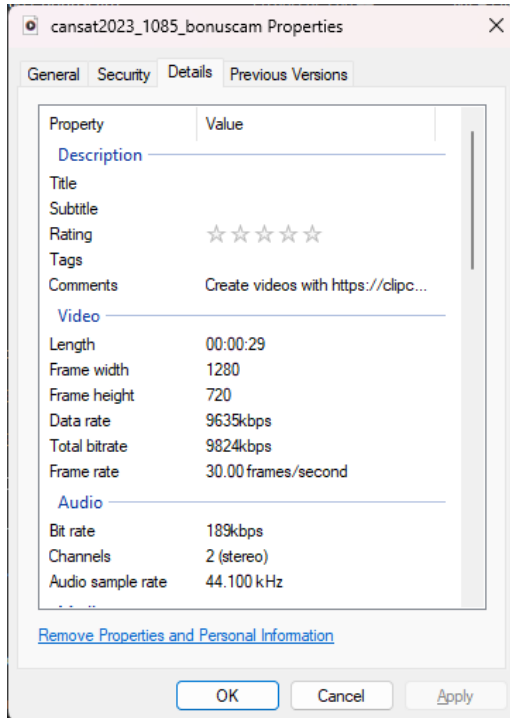 cansat2023_1085_bonuscam Properties
General Security Details Previous Versions
Property Value
Description
Title
Subtitle
Rating
Tags
Comments Create videos with https://clipc...
Video
Length 00:00:29
Frame width 1280
Frame height 720
Data rate 9635kbps
Total bitrate 9824kbps
Frame rate 30.00 frames/second
Audio
Bit rate 189kbps
Channels 2 (stereo)
Audio sample rate 44.100 kHz
Remove Properties and Personal Information
OK Cancel Apply